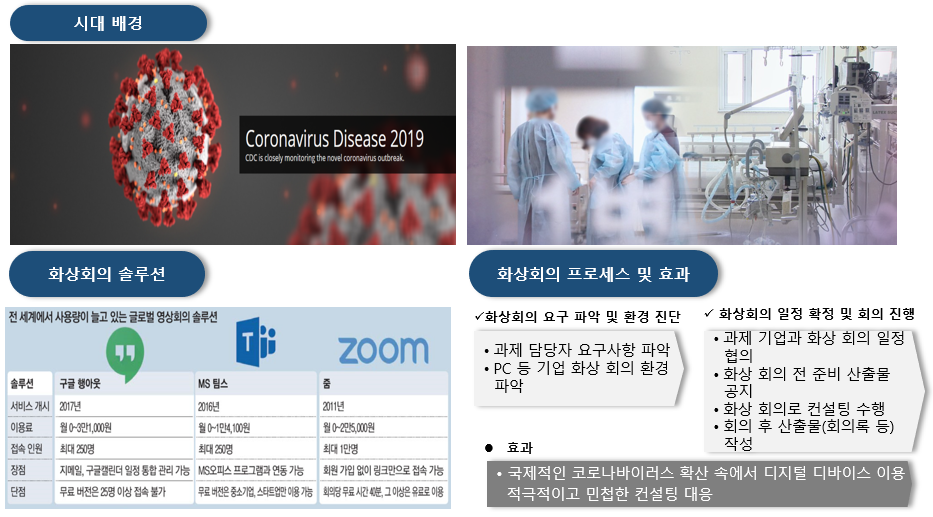 시대 배경
Coronavirus Disease 2019
CDC is closely monitoring the novel coronavirus outbreak.
화상회의 솔루션
전 세계에서 사용량이 늘고 있는 글로벌 영상회의 솔루션
T
zoom
솔루션 구글 행아웃 MS 팀스 줌
서비스 개시 2017년 2016년 2011년
이용료 월 0~3만1,000원 월 0~1만4,100원 월 0~2만5,000원
접속 인원 최대 250명 최대 250명 최대 1만명
장점 지메일, 구글캘린더 일정 통합 관리 가능 MS오피스 프로그램과 연동 가능 회원 가입 없이 링크만으로 접속 가능
단점 무료 버전은 25명 이상 접속 불가 무료 버전은 중소기업, 스타트업만 이용 가능 회의당 무료 시간 40분, 그 이상은 유료로 이용
화상회의 프로세스 및 효과
✓화상회의 요구 파악 및 환경 진단
• 과제 담당자 요구사항 파악
• PC 등 기업 화상 회의 환경
파악
✓ 화상회의 일정 확정 및 회의 진행
• 과제 기업과 화상 회의 일정
협의
• 화상 회의 전 준비 산출물
공지
• 화상 회의로 컨설팅 수행
• 회의 후 산출물(회의록 등)
작성
● 효과
• 국제적인 코로나바이러스 확산 속에서 디지털 디바이스 이용
적극적이고 민첩한 컨설팅 대응